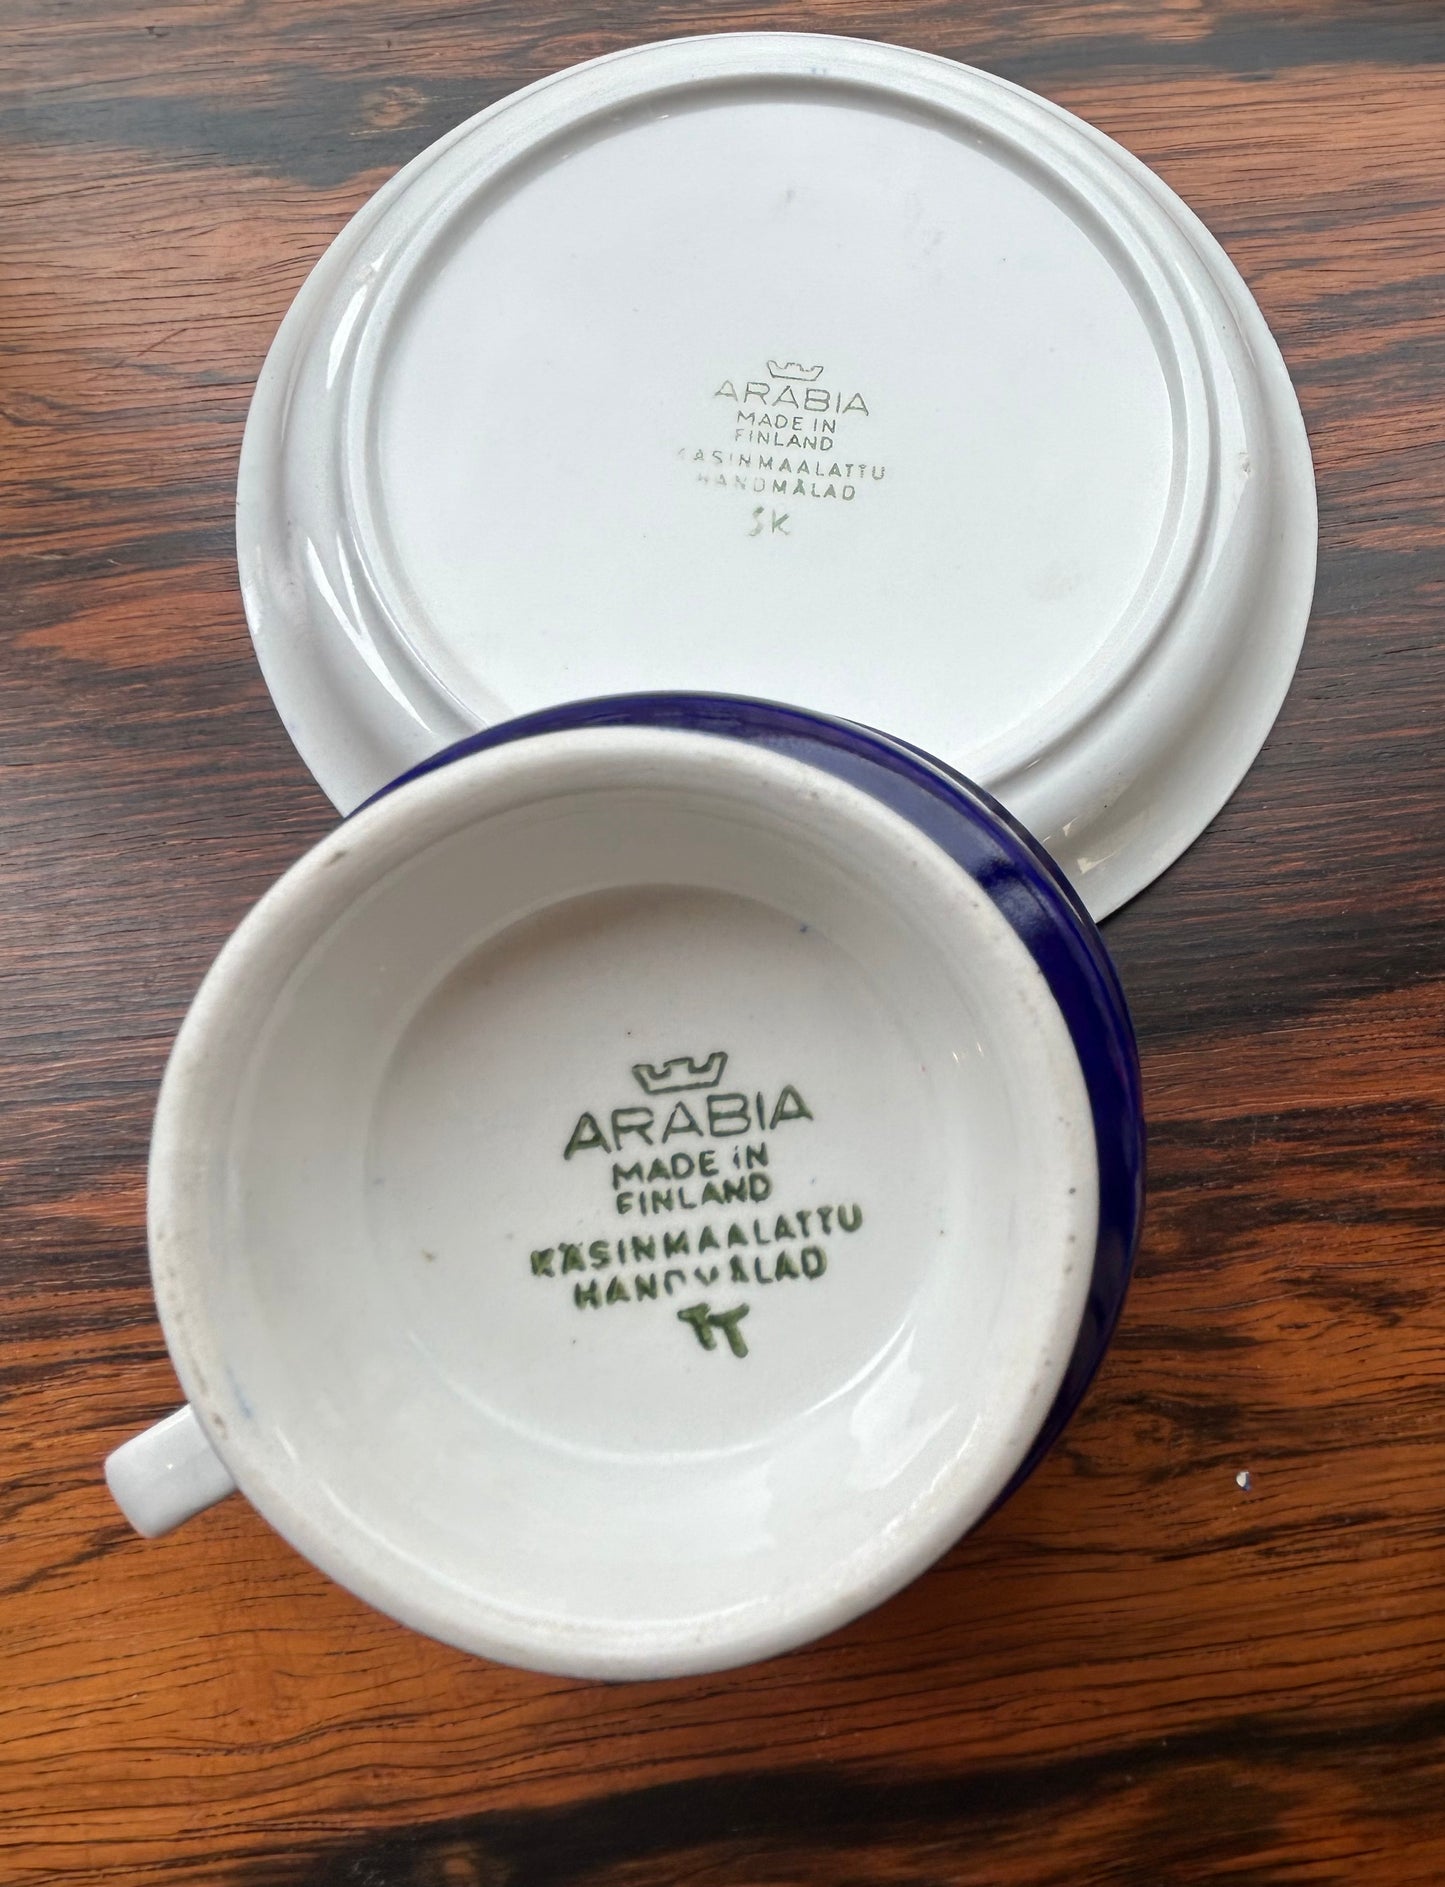 ARABIA
MADE IN
FINLAND
KÄSINMAALATTU
HANDMÅLAD
SK
ARABIA
MADE IN
FINLAND
KÄSINMAALATTU
HANDMÅLAD
TT